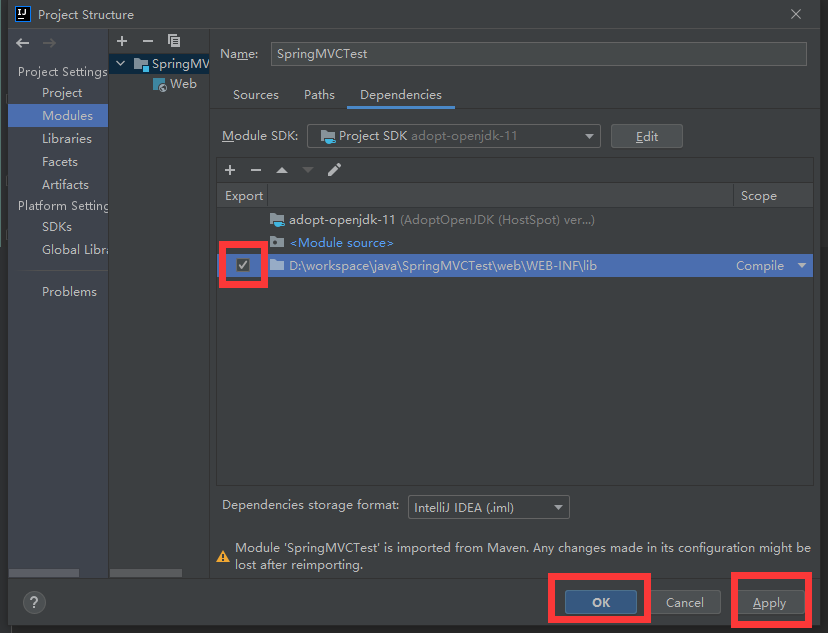 Project Structure
Project Settings
Project
Modules
Libraries
Facets
Artifacts
Platform Setting
SDKs
Global Libra
Problems
SpringMV
Web
Name: SpringMVCTest
Sources Paths Dependencies
Module SDK: Project SDK adopt-openjdk-11 Edit
Export Scope
adopt-openjdk-11 (AdoptOpenJDK (HostSpot) ver...)
<Module source>
D:\workspace\java\SpringMVCTest\web\WEB-INF\lib Compile
Dependencies storage format: IntelliJ IDEA (.iml)
Module 'SpringMVCTest' is imported from Maven. Any changes made in its configuration might be
lost after reimporting.
? OK Cancel Apply